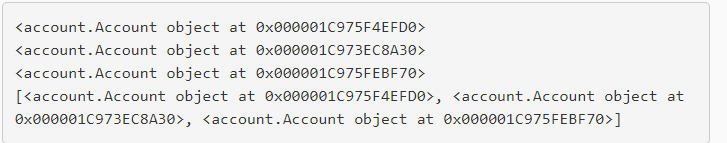 <account.Account object at 0x000001C975F4EFD0>
<account.Account object at 0x000001C973EC8A30>
<account.Account object at 0x000001C975FEBF70>
[<account.Account object at 0x000001C975F4EFD0>, <account.Account object at
0x000001C973EC8A30>, <account.Account object at 0x000001C975FEBF70>]